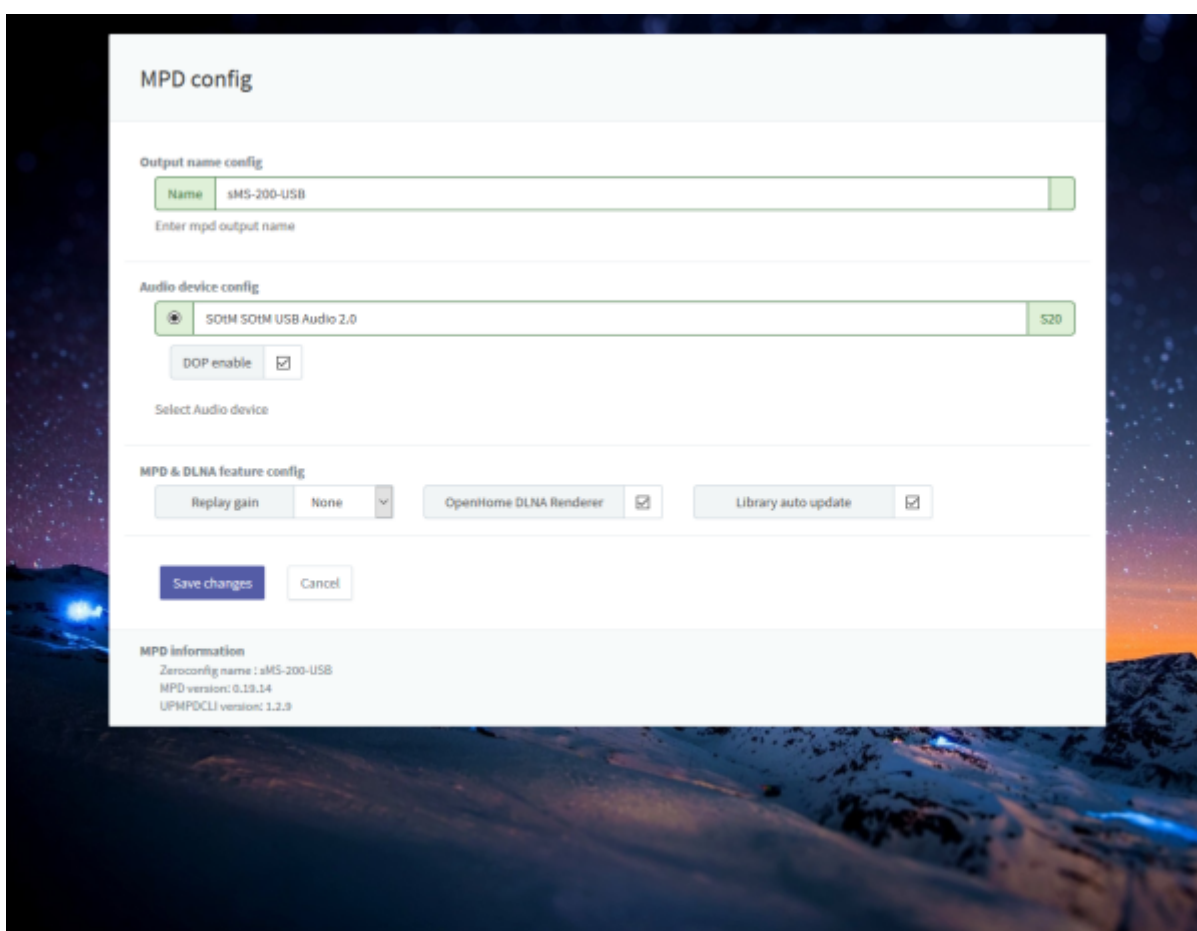 MPD config
Output name config
Name sMS-200-USB
Enter mpd output name
Audio device config
SOtM SOtM USB Audio 2.0 S20
DOP enable
Select Audio device
MPD & DLNA feature config
Replay gain None OpenHome DLNA Renderer Library auto update
Save changes Cancel
MPD information
Zeroconfig name : sMS-200-USB
MPD version: 0.19.14
UPMPDCLI version: 1.2.9